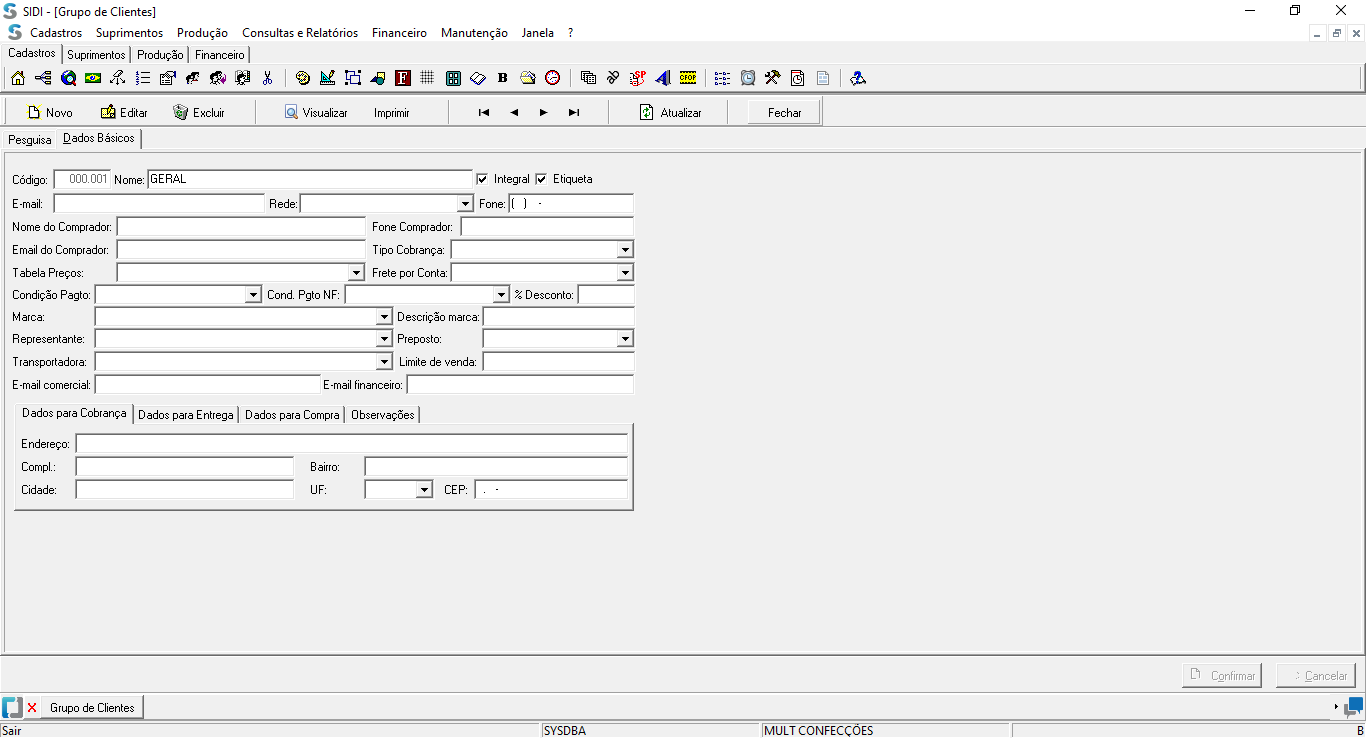 SIDI - [Grupo de Clientes]
Cadastros Suprimentos Produção Consultas e Relatórios Financeiro Manutenção Janela ?
Cadastros Suprimentos Produção Financeiro
B F SP CFOP
Novo Editar Excluir Visualizar Imprimir Atualizar Fechar
Pesquisa Dados Básicos
Código: 000.001 Nome: GERAL Integral Etiqueta
E-mail: Rede: Fone: ( ) -
Nome do Comprador: Fone Comprador:
Email do Comprador: Tipo Cobrança:
Tabela Preços: Frete por Conta:
Condição Pagto: Cond. Pgto NF: % Desconto:
Marca: Descrição marca:
Representante: Preposto:
Transportadora: Limite de venda:
E-mail comercial: E-mail financeiro:
Dados para Cobrança Dados para Entrega Dados para Compra Observações
Endereço:
Compl.: Bairro:
Cidade: UF: CEP: . -
Confirmar Cancelar
Grupo de Clientes
Sair SYSDBA MULT CONFECÇÕES B